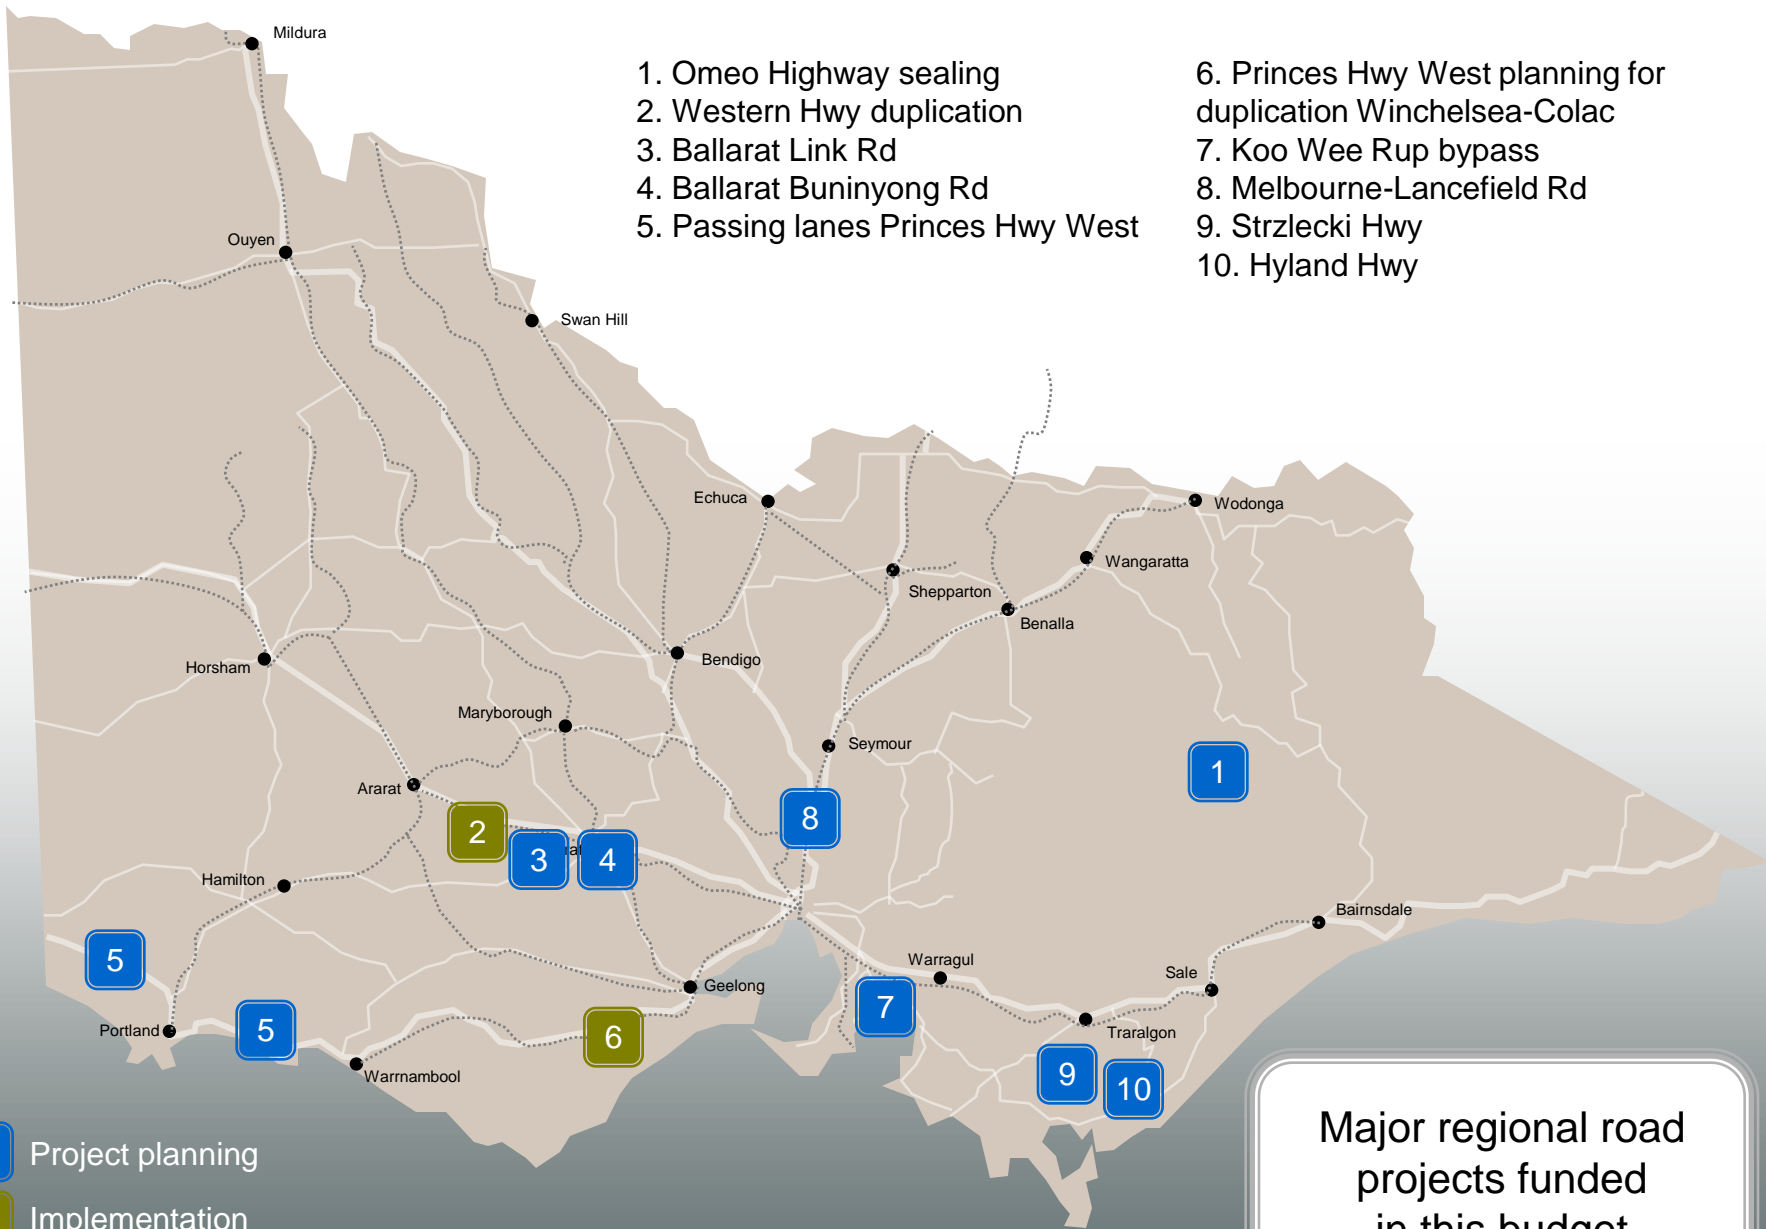 1. Omeo Highway sealing
2. Western Hwy duplication
3. Ballarat Link Rd
4. Ballarat Buninyong Rd
5. Passing lanes Princes Hwy West
6. Princes Hwy West planning for
duplication Winchelsea-Colac
7. Koo Wee Rup bypass
8. Melbourne-Lancefield Rd
9. Strzlecki Hwy
10. Hyland Hwy
Mildura
Ouyen
Swan Hill
Echuca
Wodonga
Wangaratta
Shepparton
Benalla
Horsham
Bendigo
Maryborough
Seymour
Ararat
1
2
8
3
4
Hamilton
Bairnsdale
5
Warragul
Sale
Geelong
7
Portland
5
6
Traralgon
Warrnambool
9
10
Project planning
Implementation
Major regional road
projects funded
in this budget